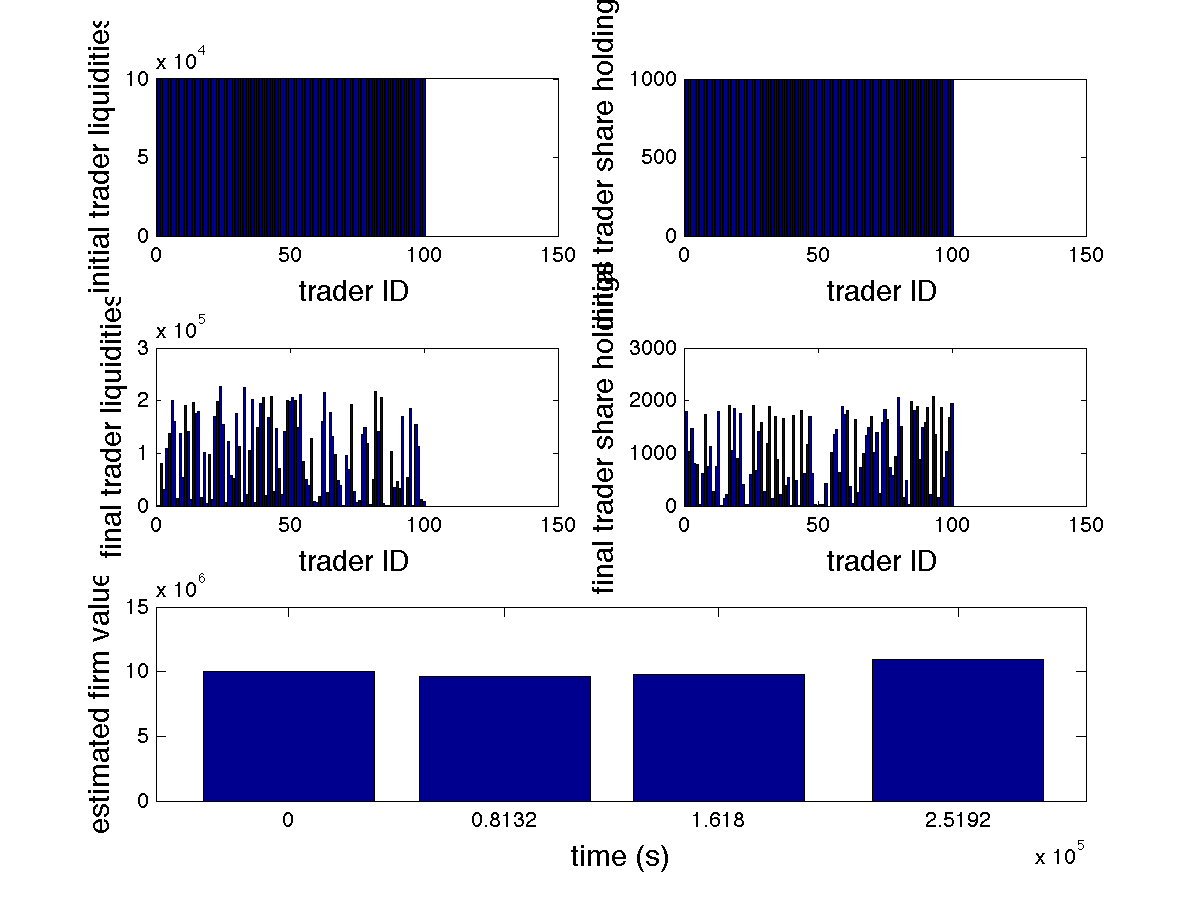 initial trader liquidities
x 10^4
10
5
0
0 50 100 150
trader ID
trader share holding
1000
500
0
0 50 100 150
trader ID
final trader liquidities
x 10^5
3
2
1
0
0 50 100 150
trader ID
final trader share holdings
3000
2000
1000
0
0 50 100 150
trader ID
estimated firm value
x 10^6
15
10
5
0
0 0.8132 1.618 2.5192
time (s)
x 10^5